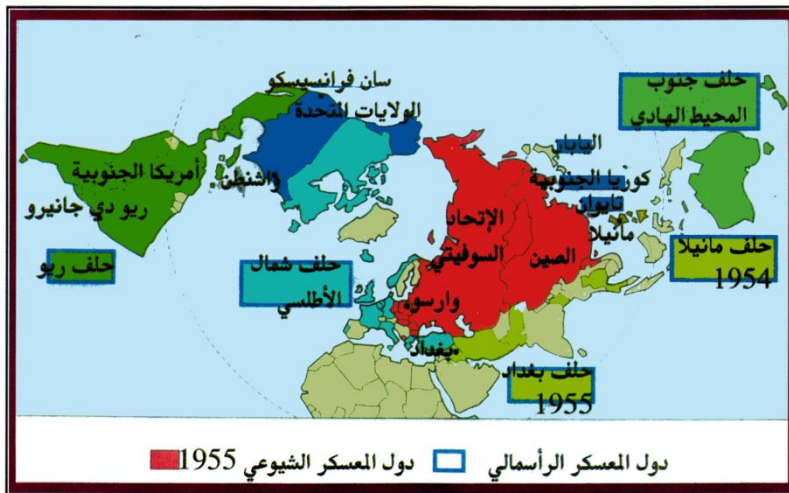 سان فرانسيسكو
الولايات المتحدة
حلف جنوب
المحيط الهادي
اليابان
أمريكا الجنوبية
ريو دي جانيرو
واشنطن
كوريا الجنوبية
تايوان
مانيلا
الإتحاد
السوفيتي
الصين
وارسو
حلف ريو
حلف شمال
الأطلسي
حلف مانيلا
1954
بغداد
حلف بغداد
1955
دول المعسكر الرأسمالي
دول المعسكر الشيوعي 1955